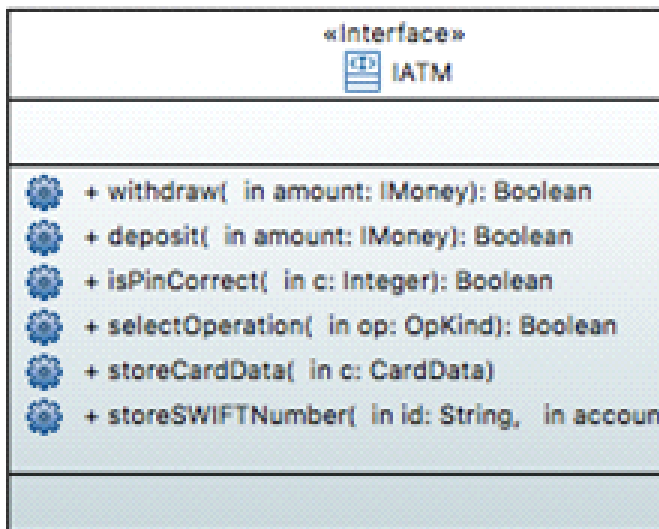 «Interface»
IATM
+ withdraw( in amount: IMoney): Boolean
+ deposit( in amount: IMoney): Boolean
+ isPinCorrect( in c: Integer): Boolean
+ selectOperation( in op: OpKind): Boolean
+ storeCardData( in c: CardData)
+ storeSWIFTNumber( in id: String, in accoun